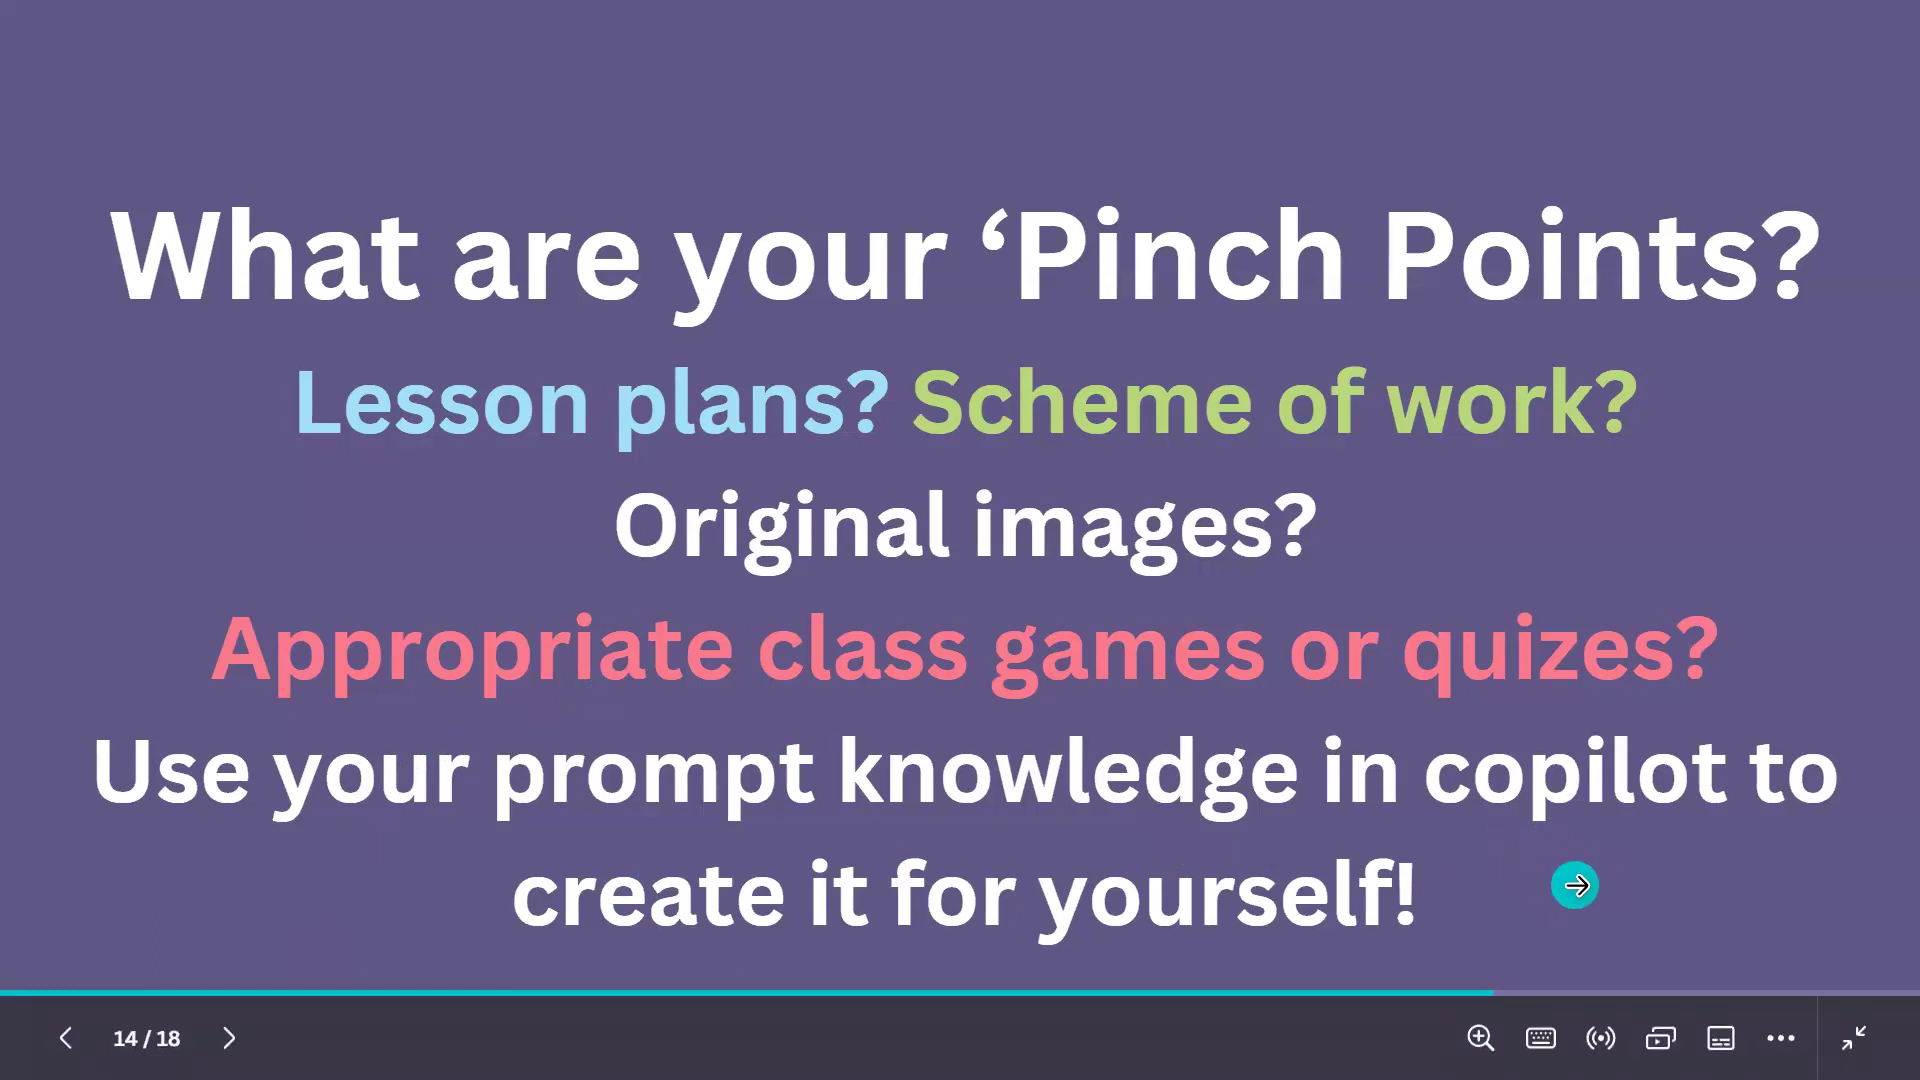 What are your ‘Pinch Points?
Lesson plans? Scheme of work?
Original images?
Appropriate class games or quizes?
Use your prompt knowledge in copilot to
create it for yourself!
14 / 18